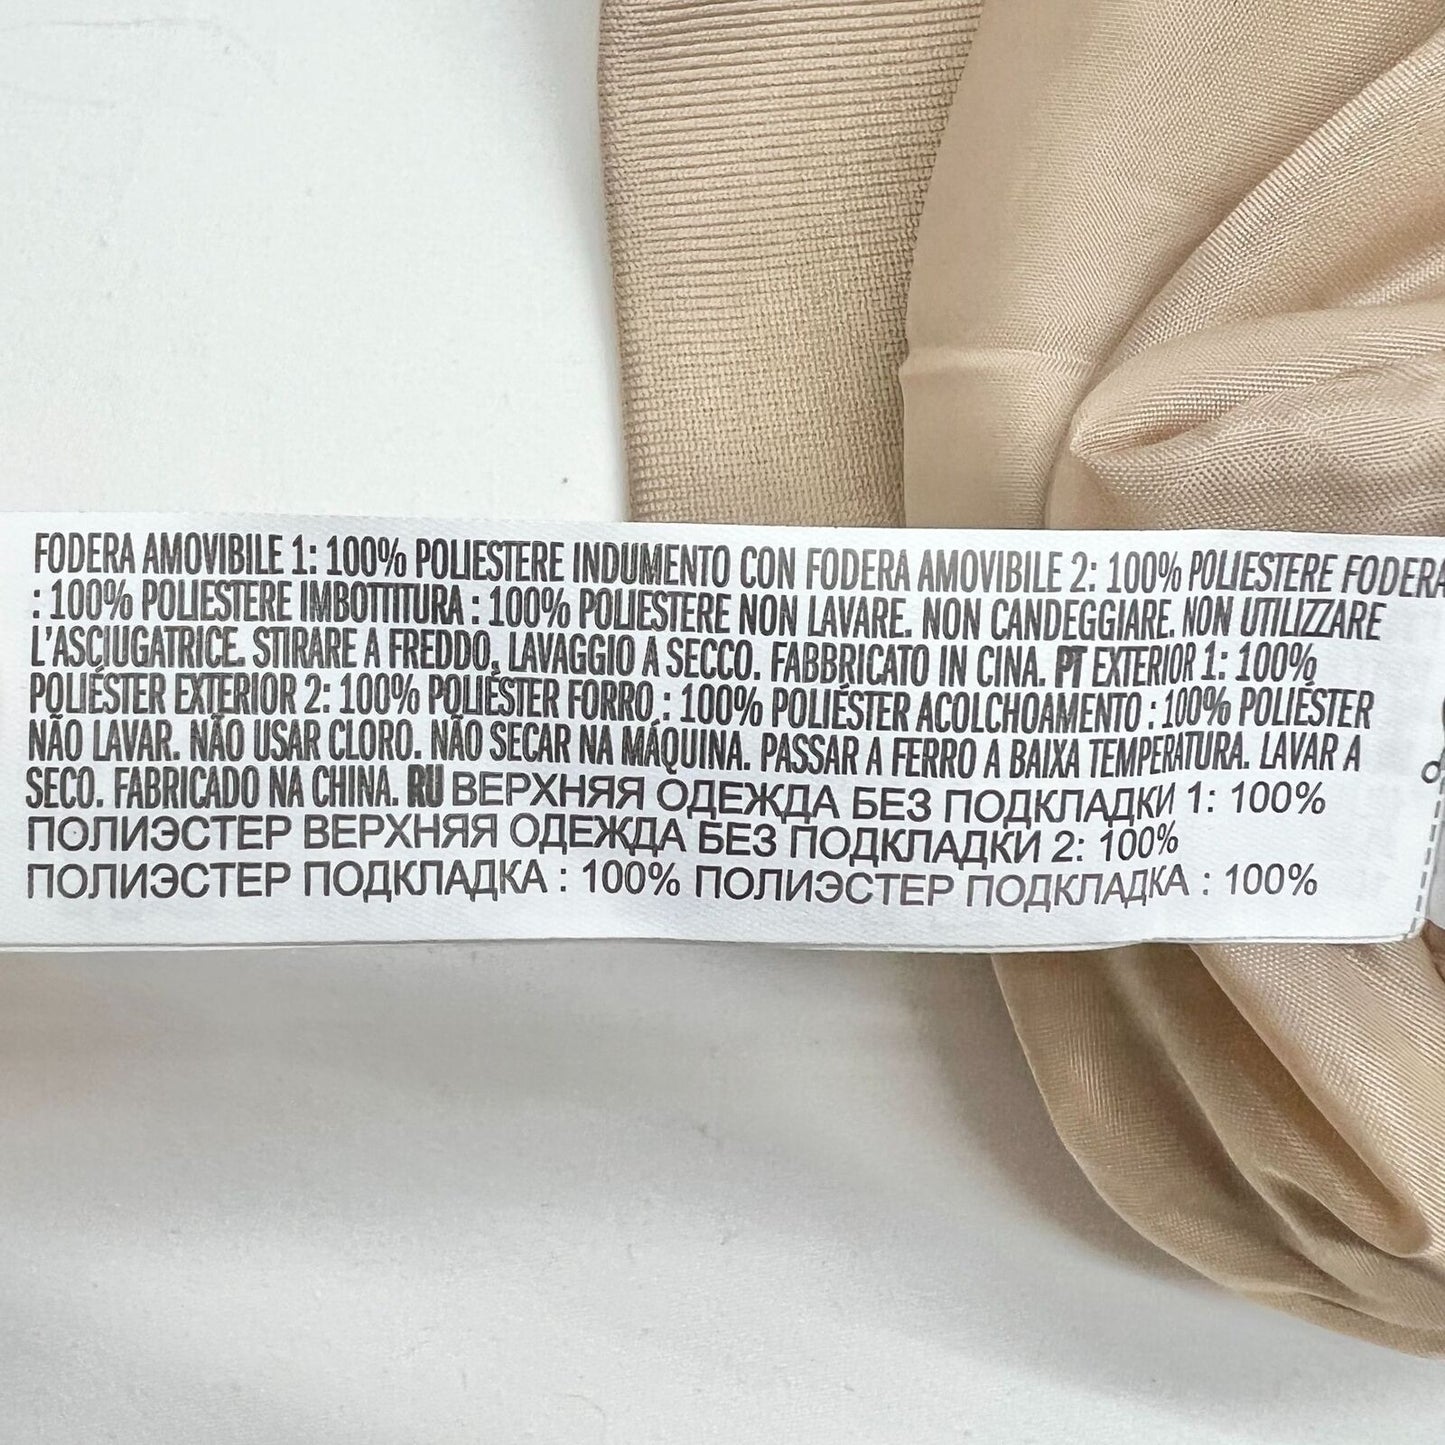 FODERA AMOVIBILE 1: 100% POLIESTERE INDUMENTO CON FODERA AMOVIBILE 2: 100% POLIESTERE FODERA
: 100% POLIESTERE IMBOTTITURA : 100% POLIESTERE NON LAVARE. NON CANDEGGIARE. NON UTILIZZARE
L'ASCIUGATRICE. STIRARE A FREDDO. LAVAGGIO A SECCO. FABBRICATO IN CINA. PT EXTERIOR 1: 100%
POLIÉSTER EXTERIOR 2: 100% POLIÉSTER FORRO : 100% POLIÉSTER ACOLCHOAMENTO : 100% POLIÉSTER
NÃO LAVAR. NÃO USAR CLORO. NÃO SECAR NA MÁQUINA. PASSAR A FERRO A BAIXA TEMPERATURA. LAVAR A
SECO. FABRICADO NA CHINA. RU ВЕРХНЯЯ ОДЕЖДА БЕЗ ПОДКЛАДКИ 1: 100%
ПОЛИЭСТЕР ВЕРХНЯЯ ОДЕЖДА БЕЗ ПОДКЛАДКИ 2: 100%
ПОЛИЭСТЕР ПОДКЛАДКА : 100% ПОЛИЭСТЕР ПОДКЛАДКА : 100%